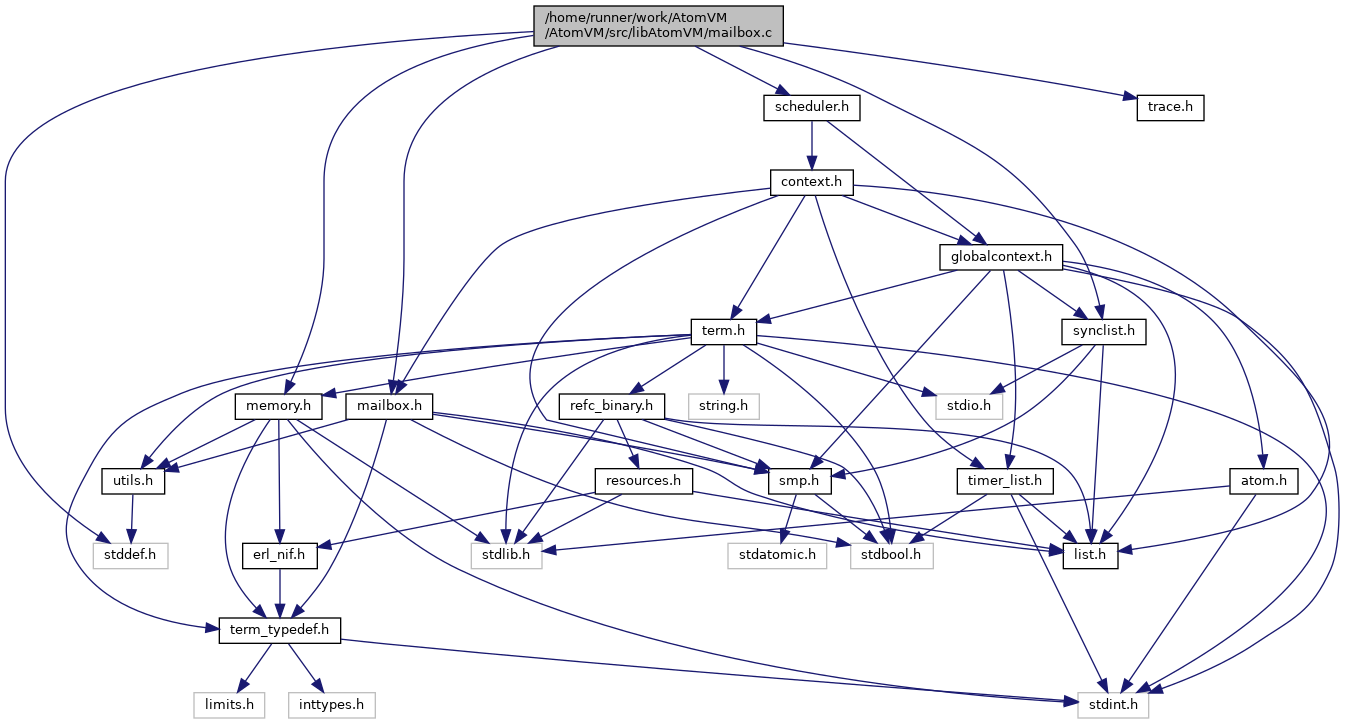 /home/runner/work/AtomVM
/AtomVM/src/libAtomVM/mailbox.c
scheduler.h
trace.h
context.h
globalcontext.h
term.h
synclist.h
memory.h
mailbox.h
refc_binary.h
string.h
stdio.h
utils.h
resources.h
smp.h
timer_list.h
atom.h
stddef.h
erl_nif.h
stdlib.h
stdatomic.h
stdbool.h
list.h
term_typedef.h
limits.h
inttypes.h
stdint.h